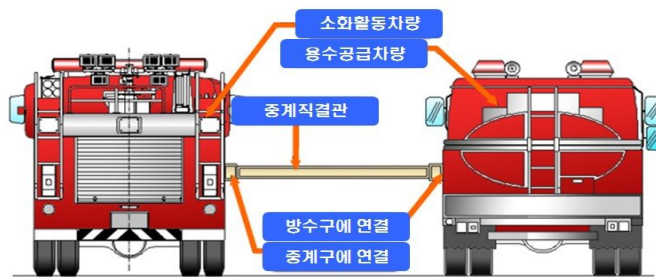 소화활동차량
용수공급차량
중계직결관
방수구에 연결
중계구에 연결